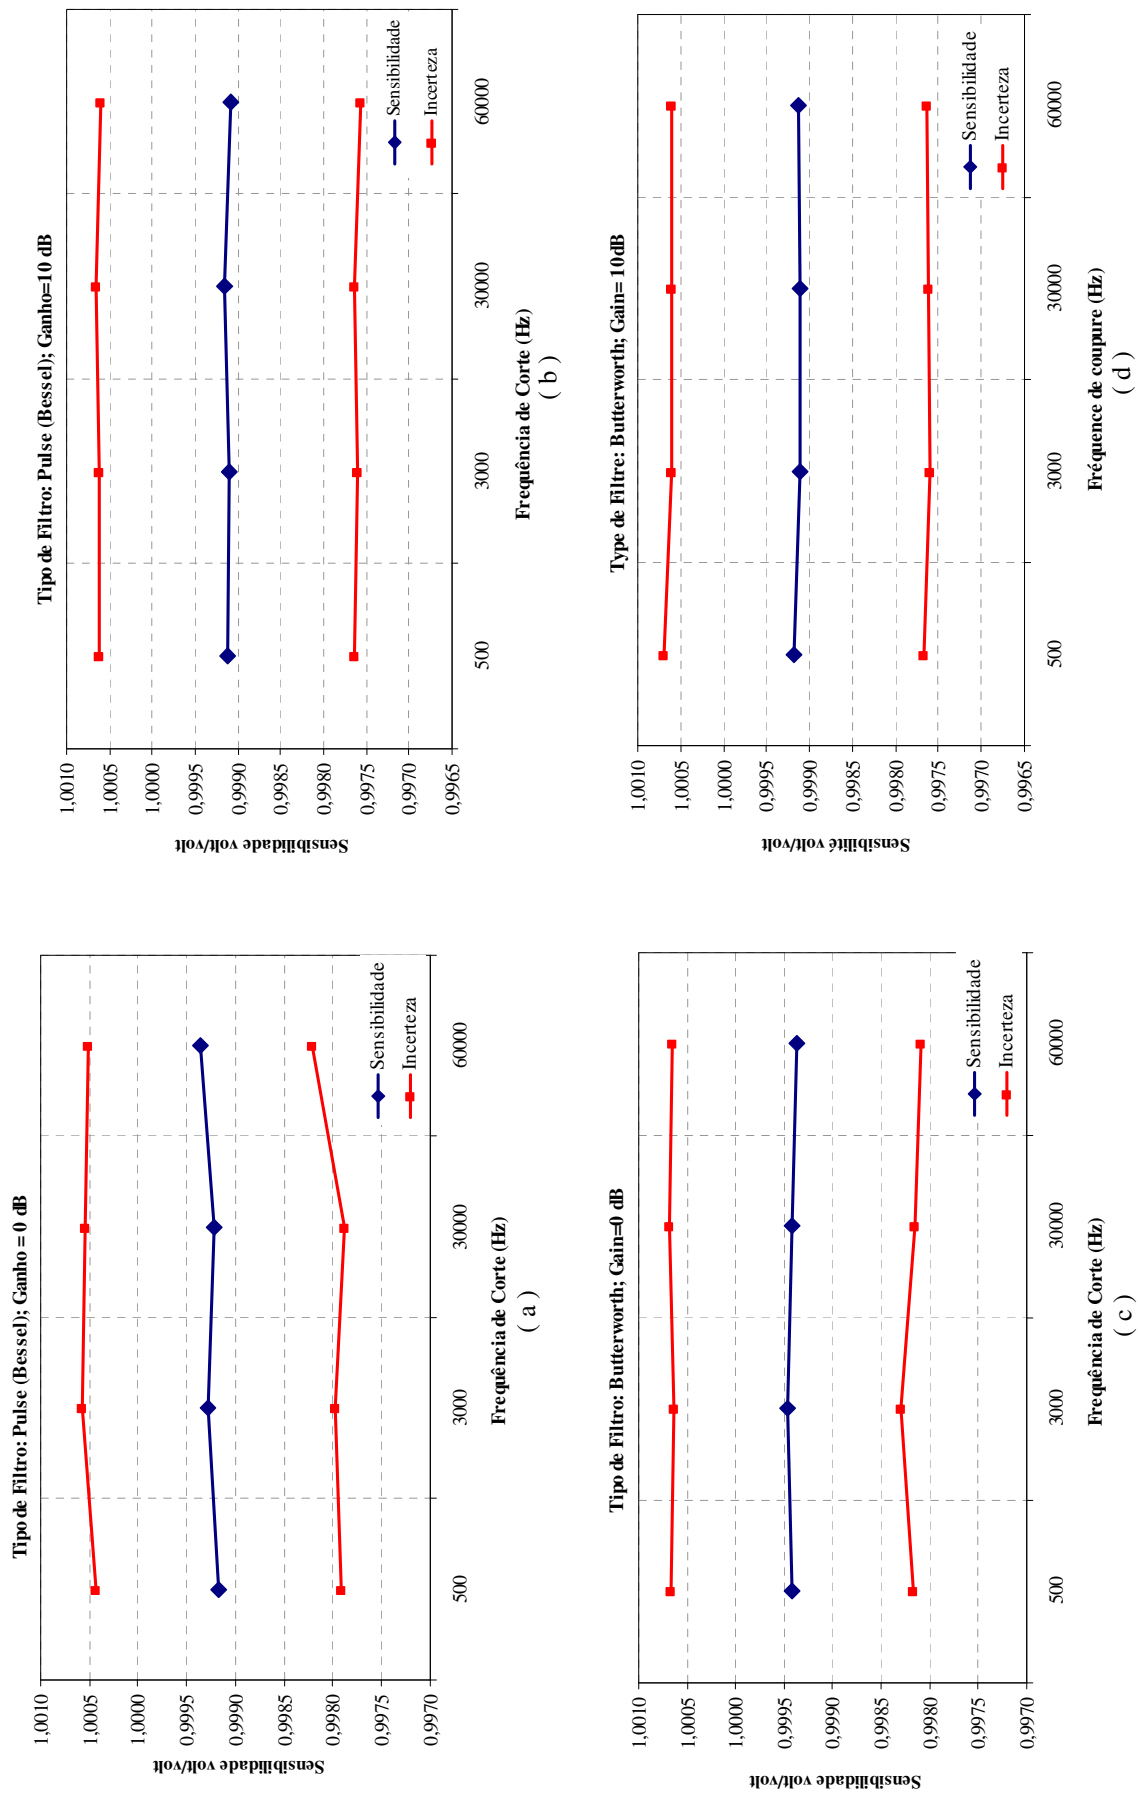 Tipo de Filtro: Pulse (Bessel); Ganho = 0 dB
1,0010
1,0005
1,0000
0,9995
0,9990
0,9985
0,9980
0,9975
0,9970
Sensibilidade volt/volt
500
3000
30000
60000
Frequência de Corte (Hz)
Sensibilidade
Incerteza
( a )
Tipo de Filtro: Pulse (Bessel); Ganho=10 dB
1,0010
1,0005
1,0000
0,9995
0,9990
0,9985
0,9980
0,9975
0,9970
0,9965
Sensibilidade volt/volt
500
3000
30000
60000
Frequência de Corte (Hz)
Sensibilidade
Incerteza
( b )
Tipo de Filtro: Butterworth; Gain=0 dB
1,0010
1,0005
1,0000
0,9995
0,9990
0,9985
0,9980
0,9975
0,9970
Sensibilidade volt/volt
500
3000
30000
60000
Frequência de Corte (Hz)
Sensibilidade
Incerteza
( c )
Type de Filtre: Butterworth; Gain= 10dB
1,0010
1,0005
1,0000
0,9995
0,9990
0,9985
0,9980
0,9975
0,9970
0,9965
Sensibilité volt/volt
500
3000
30000
60000
Fréquence de coupure (Hz)
Sensibilidade
Incerteza
( d )